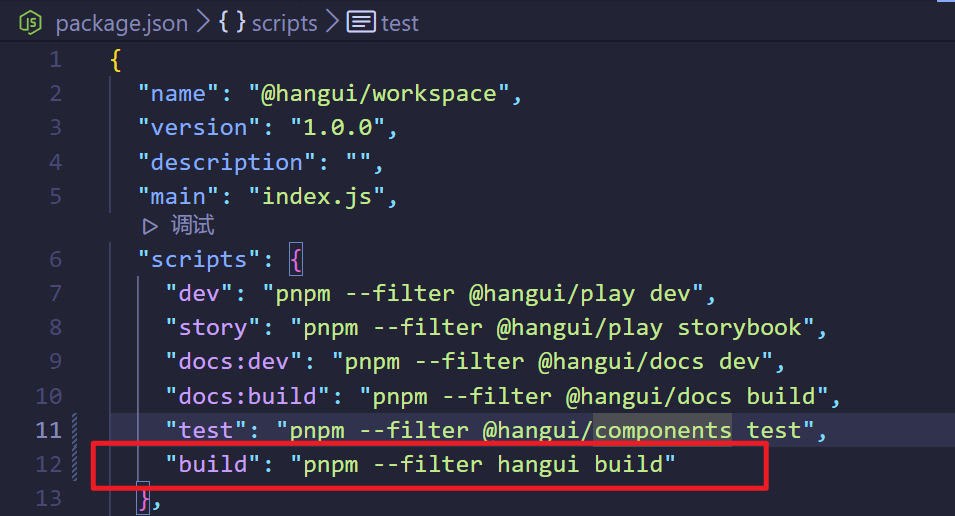 package.json > { } scripts > test
1 {
2 "name": "@hangui/workspace",
3 "version": "1.0.0",
4 "description": "",
5 "main": "index.js",
▷ 调试
6 "scripts": {
7 "dev": "pnpm --filter @hangui/play dev",
8 "story": "pnpm --filter @hangui/play storybook",
9 "docs:dev": "pnpm --filter @hangui/docs dev",
10 "docs:build": "pnpm --filter @hangui/docs build",
11 "test": "pnpm --filter @hangui/components test",
12 "build": "pnpm --filter hangui build"
13 },